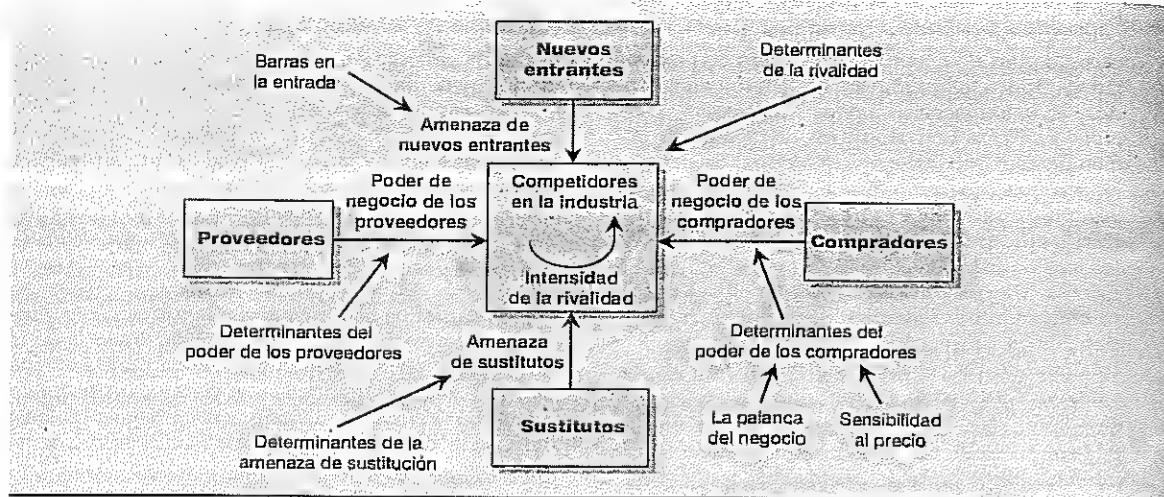 Nuevos
entrantes
Barras en
la entrada
Determinantes
de la rivalidad
Amenaza de
nuevos entrantes
Poder de
negocio de los
proveedores
Competidores
en la industria
Poder de
negocio de los
compradores
Proveedores
Compradores
Intensidad
de la rivalidad
Determinantes del
poder de los proveedores
Amenaza
de sustitutos
Determinantes del
poder de los compradores
Sustitutos
La palanca
del negocio
Sensibilidad
al precio
Determinantes de la
amenaza de sustitución